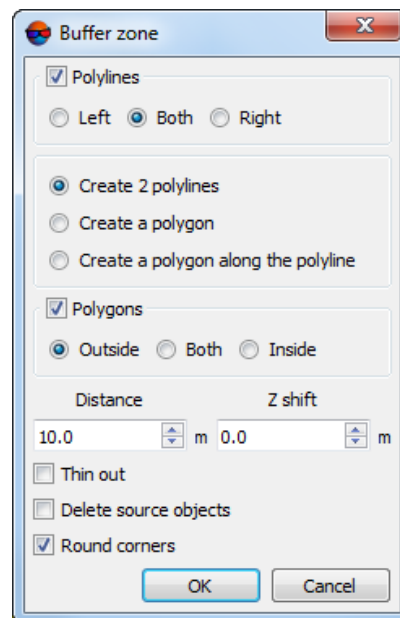 Buffer zone
Polylines
Left Both Right
Create 2 polylines
Create a polygon
Create a polygon along the polyline
Polygons
Outside Both Inside
Distance Z shift
10.0 m 0.0 m
Thin out
Delete source objects
Round corners
OK Cancel